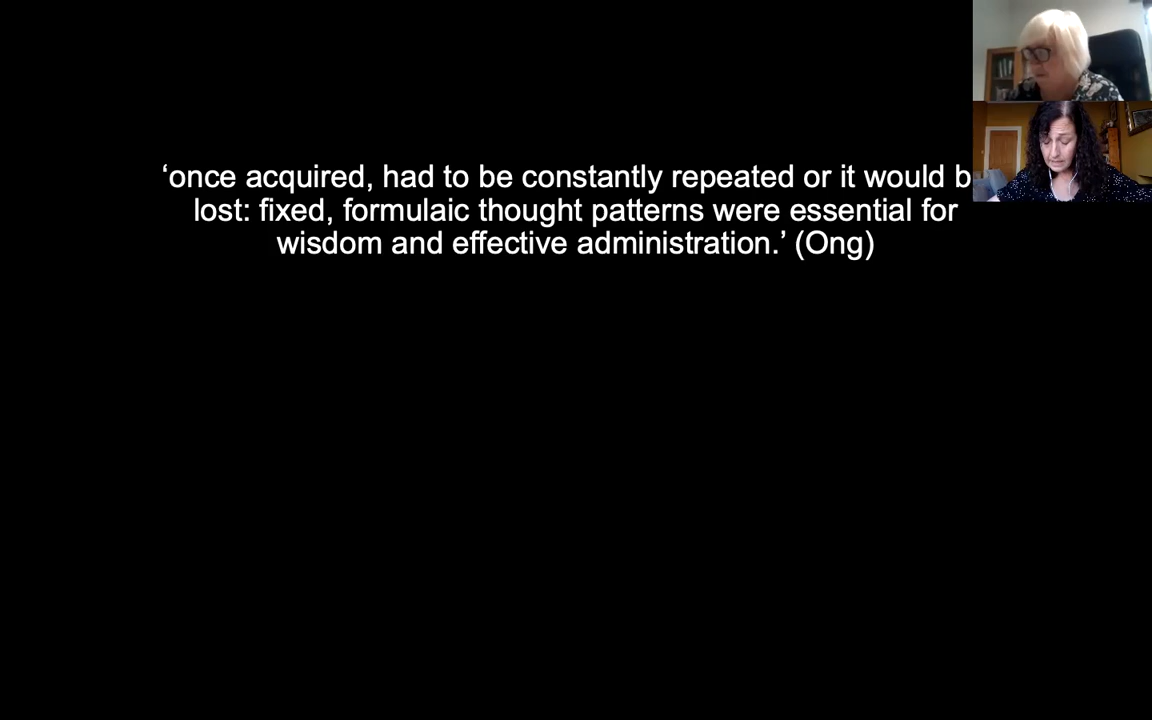 ‘once acquired, had to be constantly repeated or it would b
lost: fixed, formulaic thought patterns were essential for
wisdom and effective administration.’ (Ong)